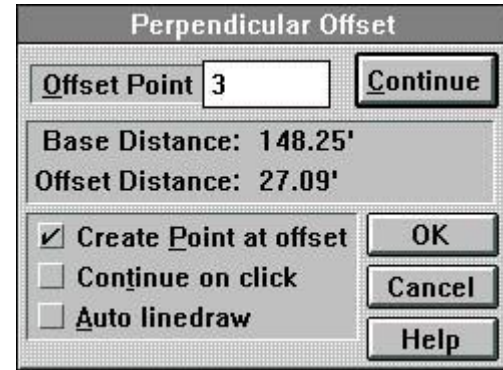 Perpendicular Offset
Offset Point 3 Continue
Base Distance: 148.25'
Offset Distance: 27.09'
Create Point at offset OK
Continue on click Cancel
Auto linedraw Help